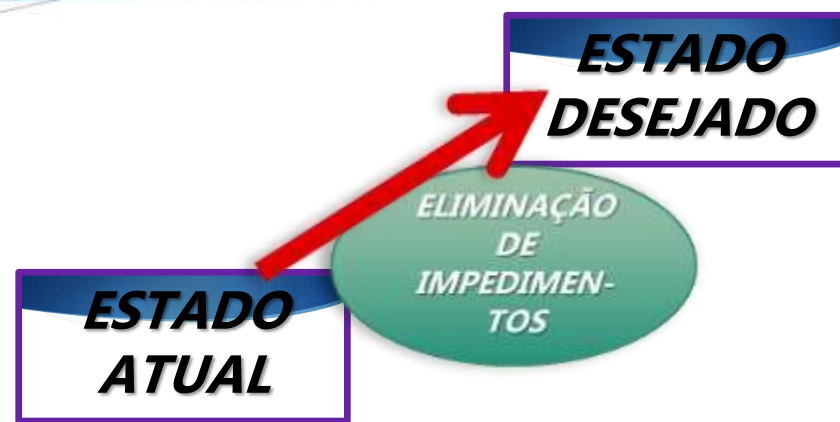 ESTADO
DESEJADO
ELIMINAÇÃO
DE
IMPEDIMEN-
TOS
ESTADO
ATUAL